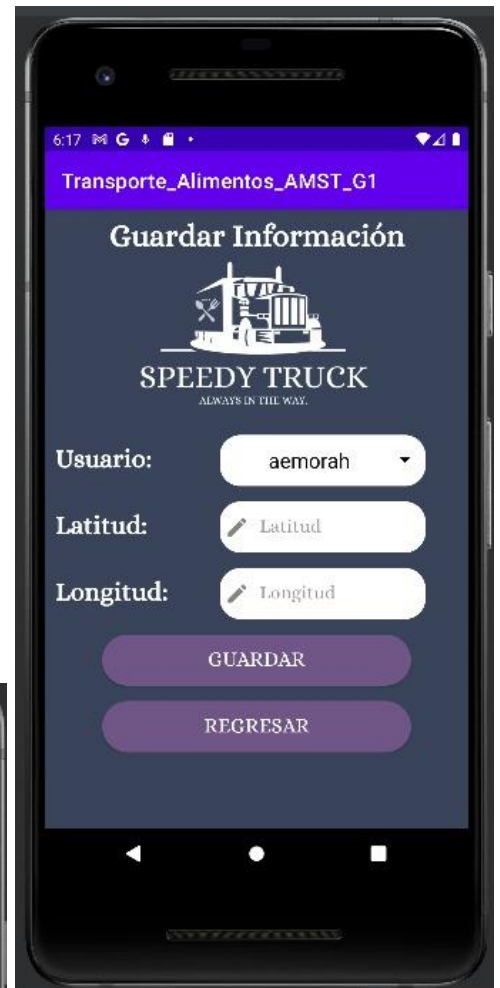 6:17
Transporte_Alimentos_AMST_G1
Guardar Información
SPEEDY TRUCK
ALWAYS IN THE WAY.
Usuario: aemorah
Latitud: Latitud
Longitud: Longitud
GUARDAR
REGRESAR